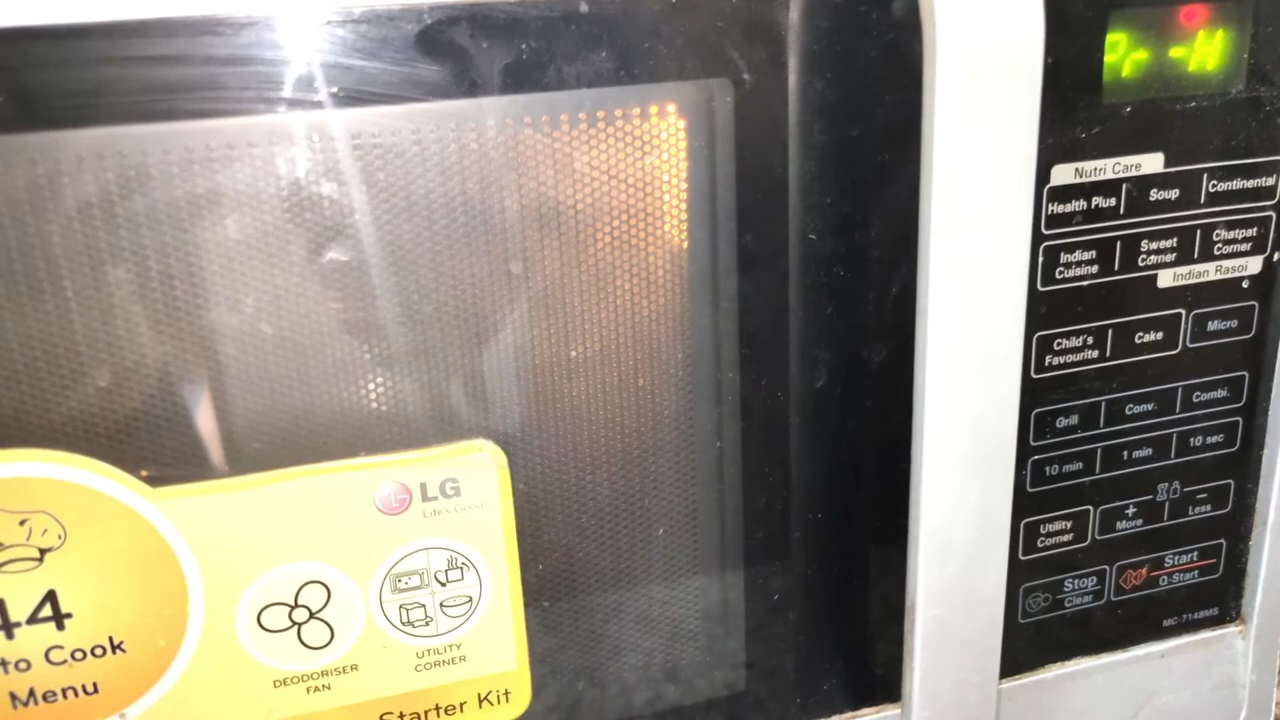 Pr -H
Nutri Care
Health Plus
Soup
Continental
Indian
Cuisine
Sweet
Corner
Chatpat
Corner
Indian Rasoi
Child's
Favourite
Cake
Micro
Grill
Conv.
Combi.
10 min
1 min
10 sec
Utility
Corner
+
More
−
Less
Stop
Clear
Start
Q-Start
MC-7148MS
LG
LG
Life's Good
44
to Cook
Menu
DEODORISER
FAN
UTILITY
CORNER
Starter Kit